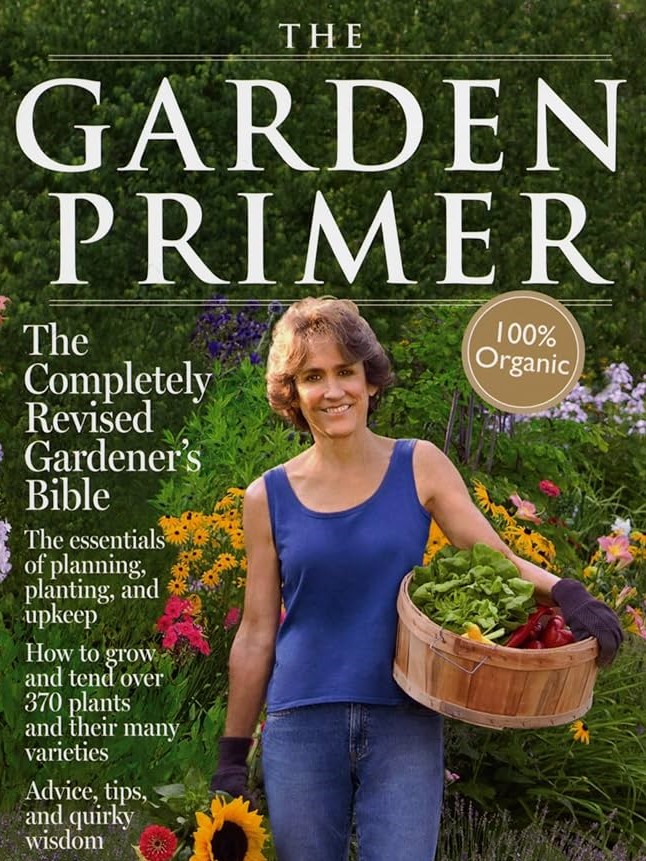 THE
GARDEN
PRIMER
100%
Organic
The
Completely
Revised
Gardener's
Bible
The essentials
of planning,
planting, and
upkeep
How to grow
and tend over
370 plants
and their many
varieties
Advice, tips,
and quirky
wisdom